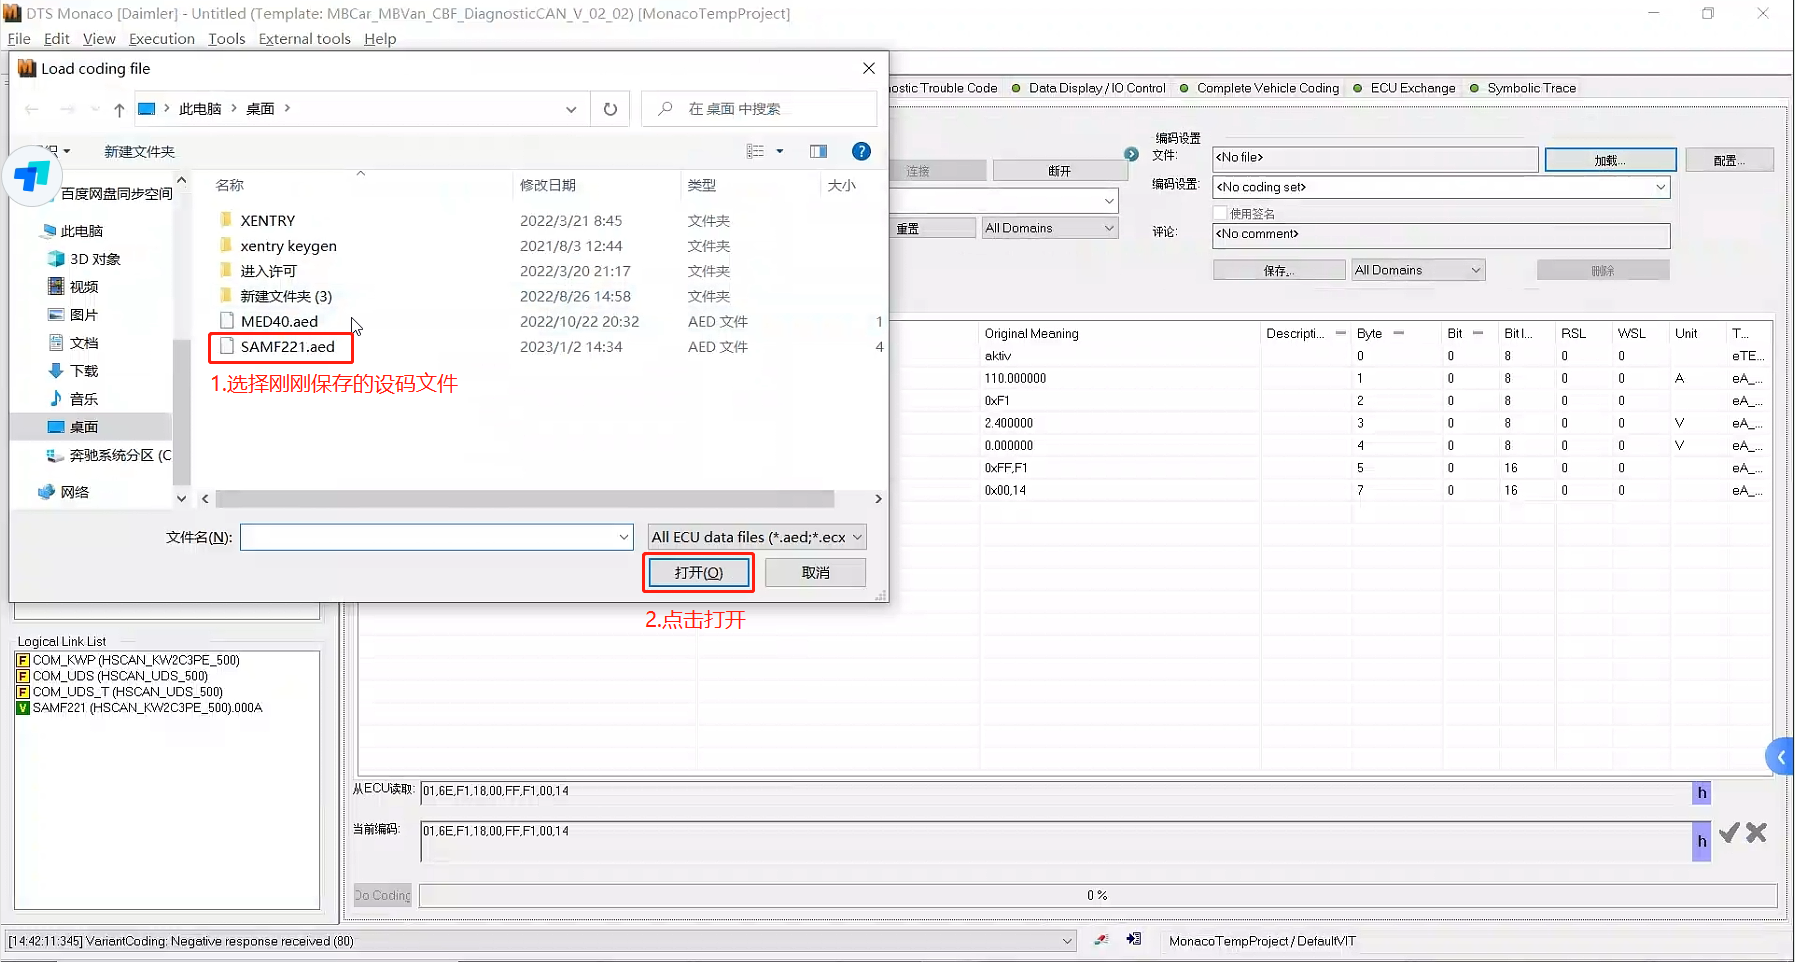 DTS Monaco [Daimler] - Untitled (Template: MBCar_MBVan_CBF_DiagnosticCAN_V_02_02) [MonacoTempProject]
File Edit View Execution Tools External tools Help
Load coding file
此电脑 桌面
在 桌面 中搜索
新建文件夹
名称 修改日期 类型 大小
百度网盘同步空间
此电脑
3D 对象
视频
图片
文档
下载
音乐
桌面
奔驰系统分区 (C
网络
XENTRY 2022/3/21 8:45 文件夹
xentry keygen 2021/8/3 12:44 文件夹
进入许可 2022/3/20 21:17 文件夹
新建文件夹 (3) 2022/8/26 14:58 文件夹
MED40.aed 2022/10/22 20:32 AED 文件 1
SAMF221.aed 2023/1/2 14:34 AED 文件 4
1.选择刚刚保存的设码文件
文件名(N): All ECU data files (*.aed;*.ecx
打开(O) 取消
2.点击打开
ostic Trouble Code Data Display / IO Control Complete Vehicle Coding ECU Exchange Symbolic Trace
编码设置
连接 断开 文件: <No file> 加载... 配置...
编码设置: <No coding set>
使用签名
重置 All Domains 评论: <No comment>
保存... All Domains 删除
Original Meaning Descripti... Byte Bit Bit l... RSL WSL Unit T...
aktiv 0 0 8 0 0 eTE...
110.000000 1 0 8 0 0 A eA_...
0xF1 2 0 8 0 0 eA_...
2.400000 3 0 8 0 0 V eA_...
0.000000 4 0 8 0 0 V eA_...
0xFF,F1 5 0 16 0 0 eA_...
0x00,14 7 0 16 0 0 eA_...
Logical Link List
F COM_KWP (HSCAN_KW2C3PE_500)
F COM_UDS (HSCAN_UDS_500)
F COM_UDS_T (HSCAN_UDS_500)
V SAMF221 (HSCAN_KW2C3PE_500).000A
从ECU读取: 01,6E,F1,18,00,FF,F1,00,14 h
当前编码: 01,6E,F1,18,00,FF,F1,00,14 h
Do Coding 0 %
[14:42:11:345] VariantCoding: Negative response received (80) MonacoTempProject / DefaultVIT